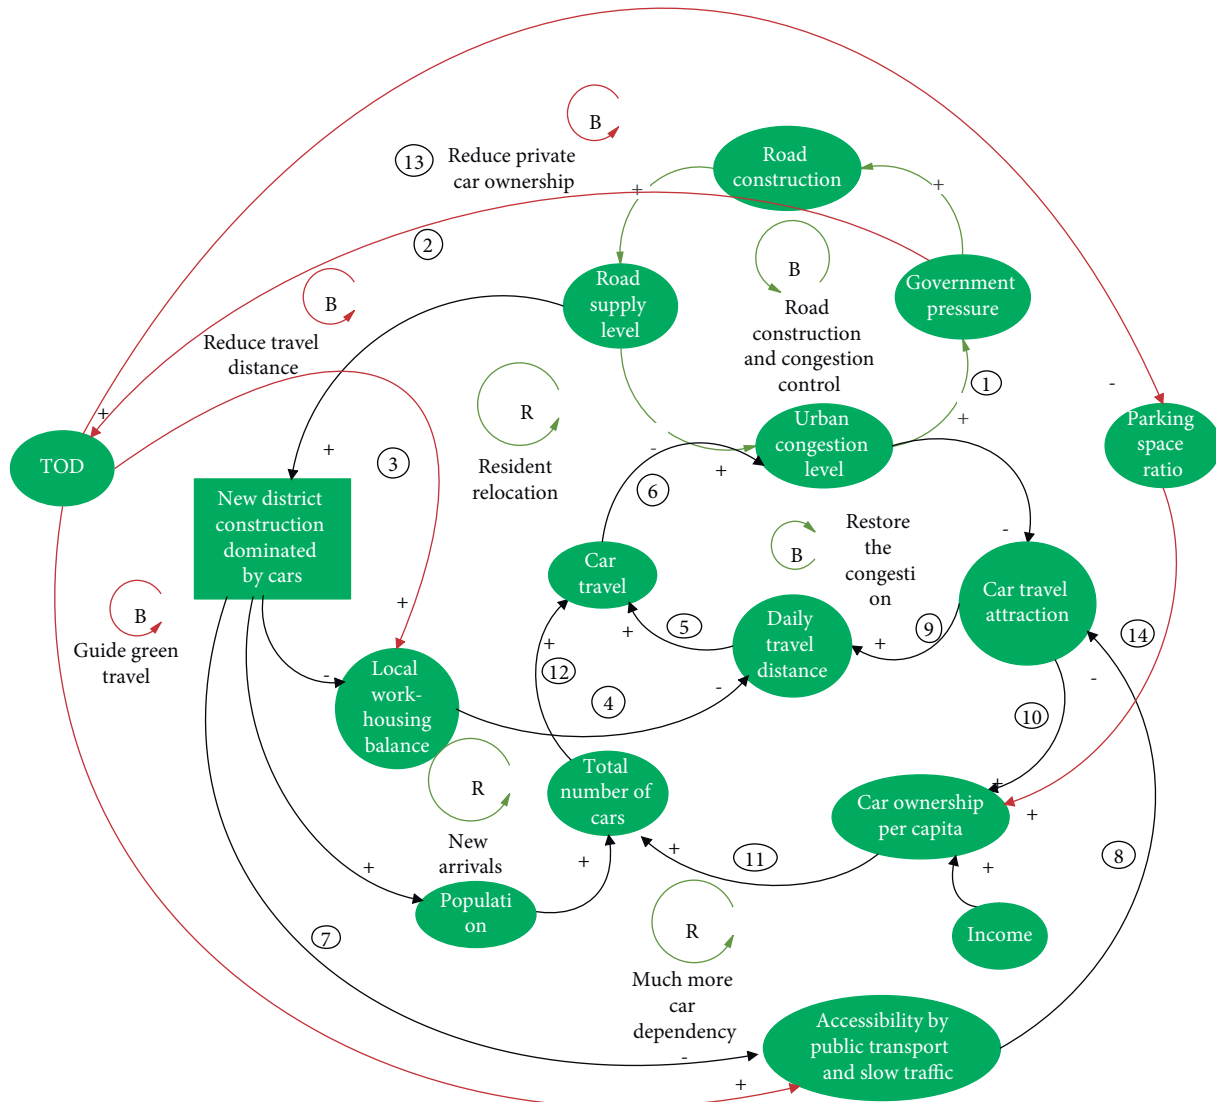 B
13
Reduce private
car ownership
Road
construction
+
+
2
B
Road
supply
level
B
Government
pressure
Road
construction
and congestion
control
Reduce travel
distance
1
-
+
R
Resident
relocation
Urban
congestion
level
+
Parking
space
ratio
TOD
+
3
-
+
6
New district
construction
dominated
by cars
B
Restore
the
congesti
on
-
Car
travel
Car travel
attraction
B
Guide green
travel
+
+
5
Daily
travel
distance
+
9
14
+
12
-
Local
work-
housing
balance
4
-
-
10
R
New
arrivals
Total
number of
cars
+
Car ownership
per capita
+
+
+
11
+
+
8
Populati
on
R
Much more
car
dependency
Income
7
-
+
Accessibility by
public transport
and slow traffic